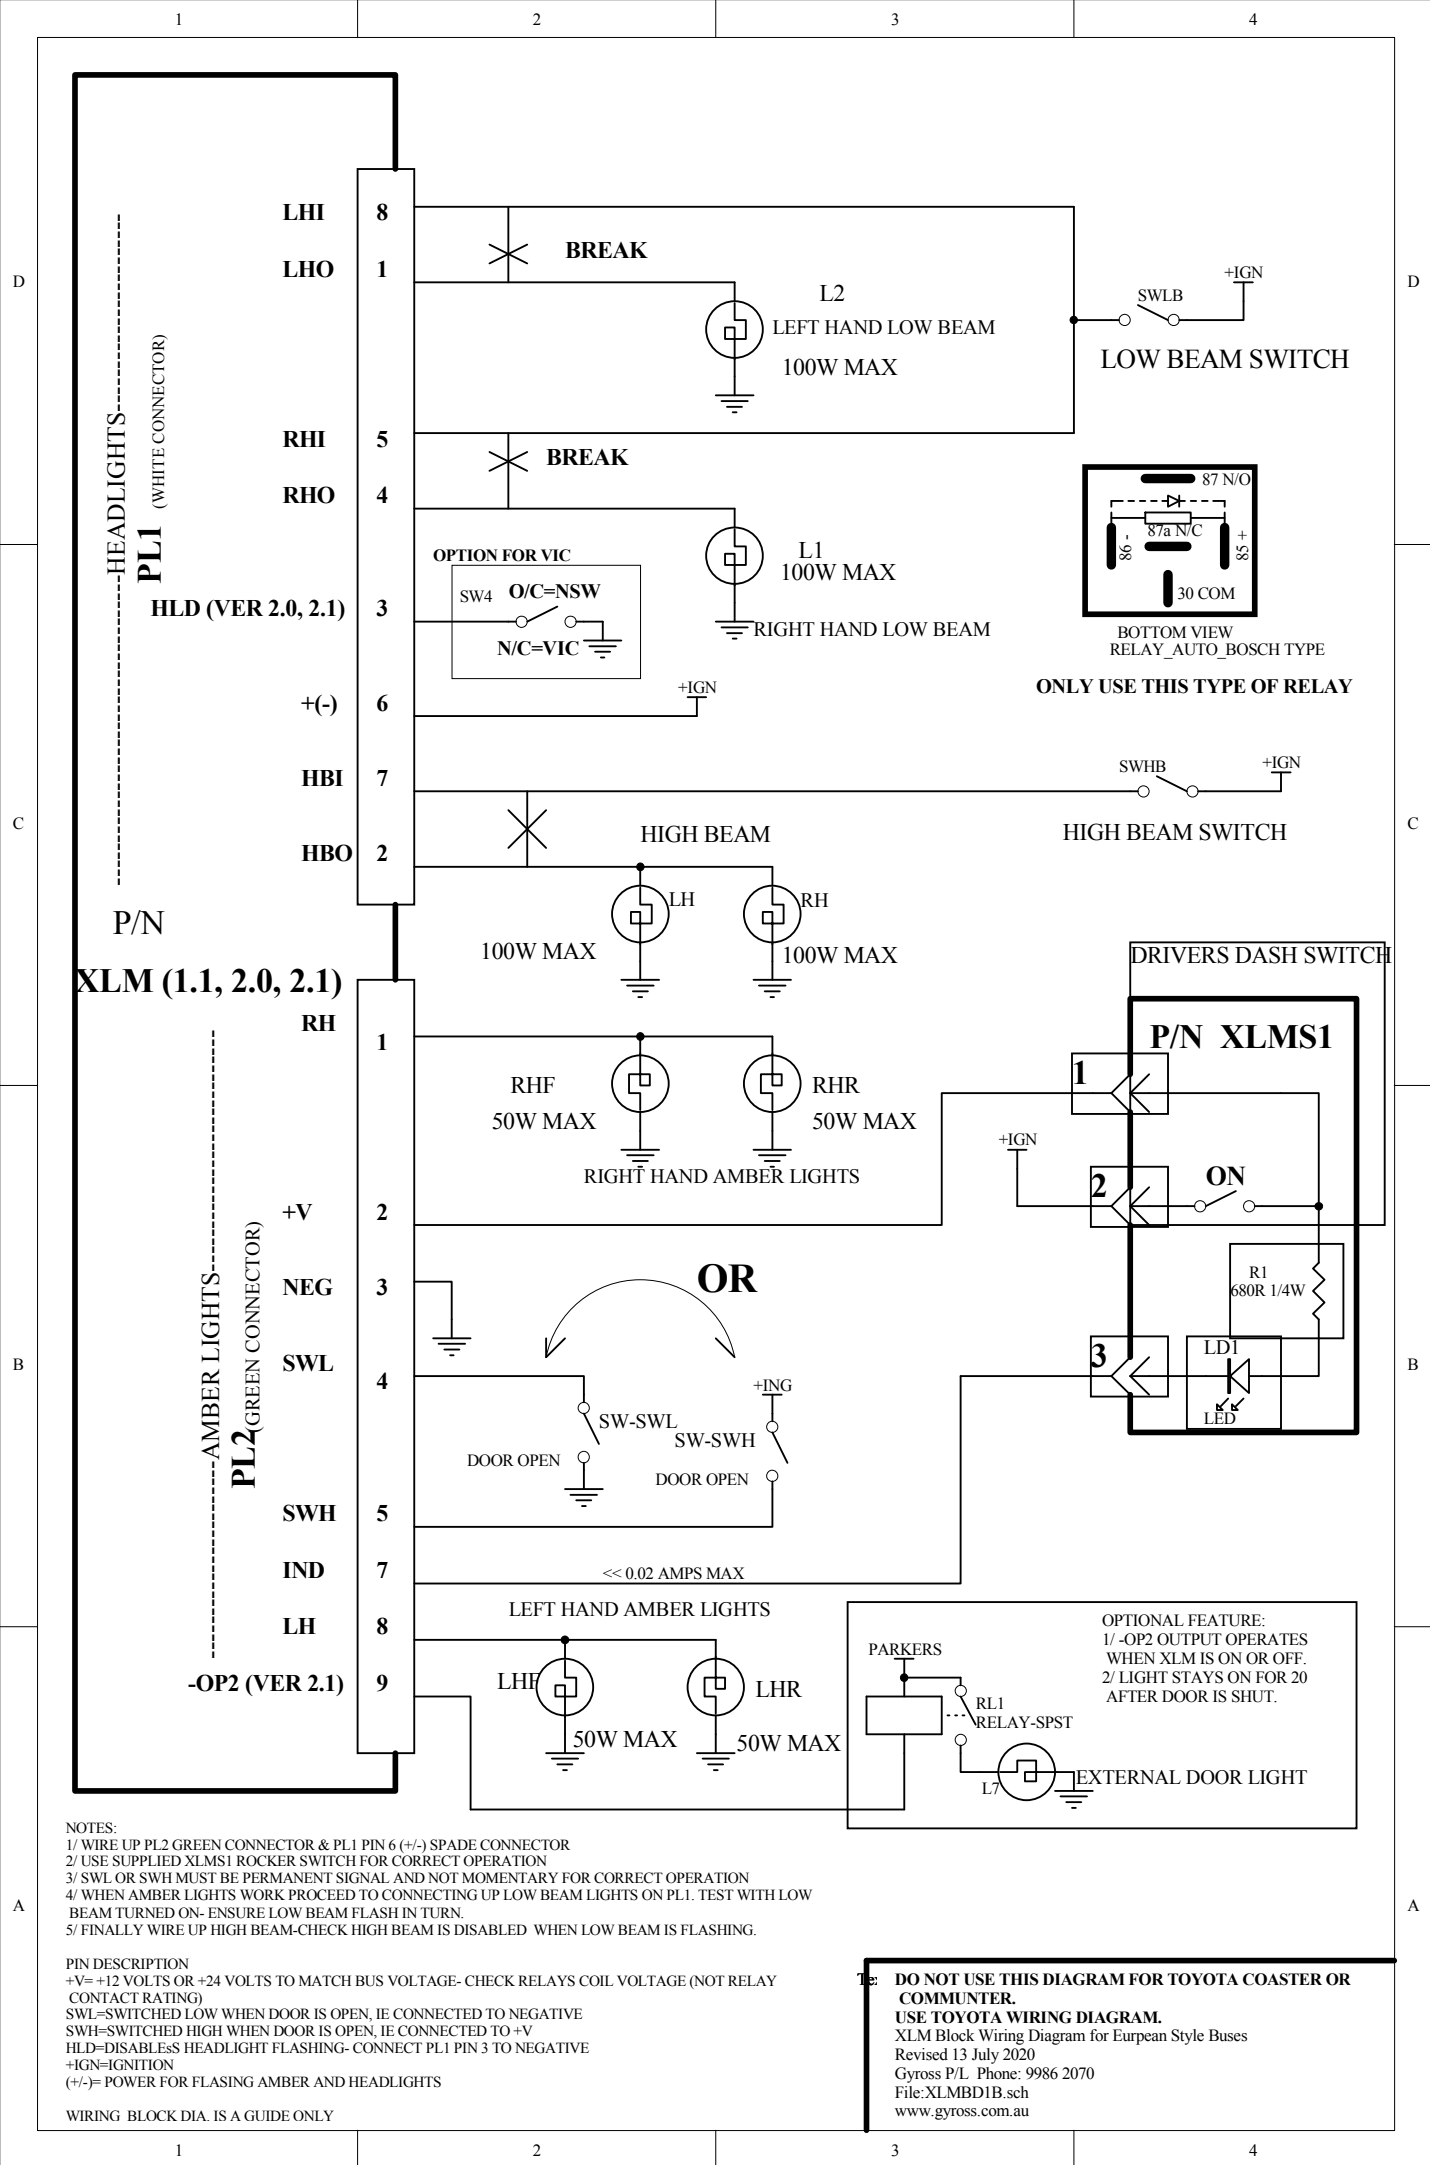 1 2 3 4
D D
C C
B B
A A
LHI 8
LHO 1
BREAK
L2
LEFT HAND LOW BEAM
100W MAX
+IGN
SWLB
LOW BEAM SWITCH
HEADLIGHTS
PL1 (WHITE CONNECTOR)
RHI 5
BREAK
RHO 4
L1
100W MAX
RIGHT HAND LOW BEAM
OPTION FOR VIC
SW4 O/C=NSW
N/C=VIC
HLD (VER 2.0, 2.1) 3
87 N/O
87a N/C
86 -
85 +
30 COM
BOTTOM VIEW
RELAY_AUTO_BOSCH TYPE
ONLY USE THIS TYPE OF RELAY
+(-) 6
+IGN
HBI 7
SWHB
+IGN
HIGH BEAM SWITCH
HIGH BEAM
HBO 2
LH
RH
100W MAX
100W MAX
P/N
XLM (1.1, 2.0, 2.1)
DRIVERS DASH SWITCH
P/N XLMS1
RH 1
RHF
50W MAX
RHR
50W MAX
RIGHT HAND AMBER LIGHTS
1
+IGN
2
ON
R1
680R 1/4W
3
LD1
LED
AMBER LIGHTS
PL2 (GREEN CONNECTOR)
+V 2
NEG 3
OR
SWL 4
SW-SWL
DOOR OPEN
+ING
SW-SWH
DOOR OPEN
SWH 5
IND 7
<< 0.02 AMPS MAX
LEFT HAND AMBER LIGHTS
LH 8
LHF
50W MAX
LHR
50W MAX
-OP2 (VER 2.1) 9
PARKERS
RL1
RELAY-SPST
L7
EXTERNAL DOOR LIGHT
OPTIONAL FEATURE:
1/ -OP2 OUTPUT OPERATES
WHEN XLM IS ON OR OFF.
2/ LIGHT STAYS ON FOR 20
AFTER DOOR IS SHUT.
NOTES:
1/ WIRE UP PL2 GREEN CONNECTOR & PL1 PIN 6 (+/-) SPADE CONNECTOR
2/ USE SUPPLIED XLMS1 ROCKER SWITCH FOR CORRECT OPERATION
3/ SWL OR SWH MUST BE PERMANENT SIGNAL AND NOT MOMENTARY FOR CORRECT OPERATION
4/ WHEN AMBER LIGHTS WORK PROCEED TO CONNECTING UP LOW BEAM LIGHTS ON PL1. TEST WITH LOW
BEAM TURNED ON- ENSURE LOW BEAM FLASH IN TURN.
5/ FINALLY WIRE UP HIGH BEAM-CHECK HIGH BEAM IS DISABLED WHEN LOW BEAM IS FLASHING.
PIN DESCRIPTION
+V= +12 VOLTS OR +24 VOLTS TO MATCH BUS VOLTAGE- CHECK RELAYS COIL VOLTAGE (NOT RELAY
CONTACT RATING)
SWL=SWITCHED LOW WHEN DOOR IS OPEN, IE CONNECTED TO NEGATIVE
SWH=SWITCHED HIGH WHEN DOOR IS OPEN, IE CONNECTED TO +V
HLD=DISABLEsS HEADLIGHT FLASHING- CONNECT PL1 PIN 3 TO NEGATIVE
+IGN=IGNITION
(+/-)= POWER FOR FLASING AMBER AND HEADLIGHTS
WIRING BLOCK DIA. IS A GUIDE ONLY
DO NOT USE THIS DIAGRAM FOR TOYOTA COASTER OR
COMMUNTER.
USE TOYOTA WIRING DIAGRAM.
XLM Block Wiring Diagram for Eurpean Style Buses
Revised 13 July 2020
Gyross P/L Phone: 9986 2070
File:XLMBD1B.sch
www.gyross.com.au
1 2 3 4